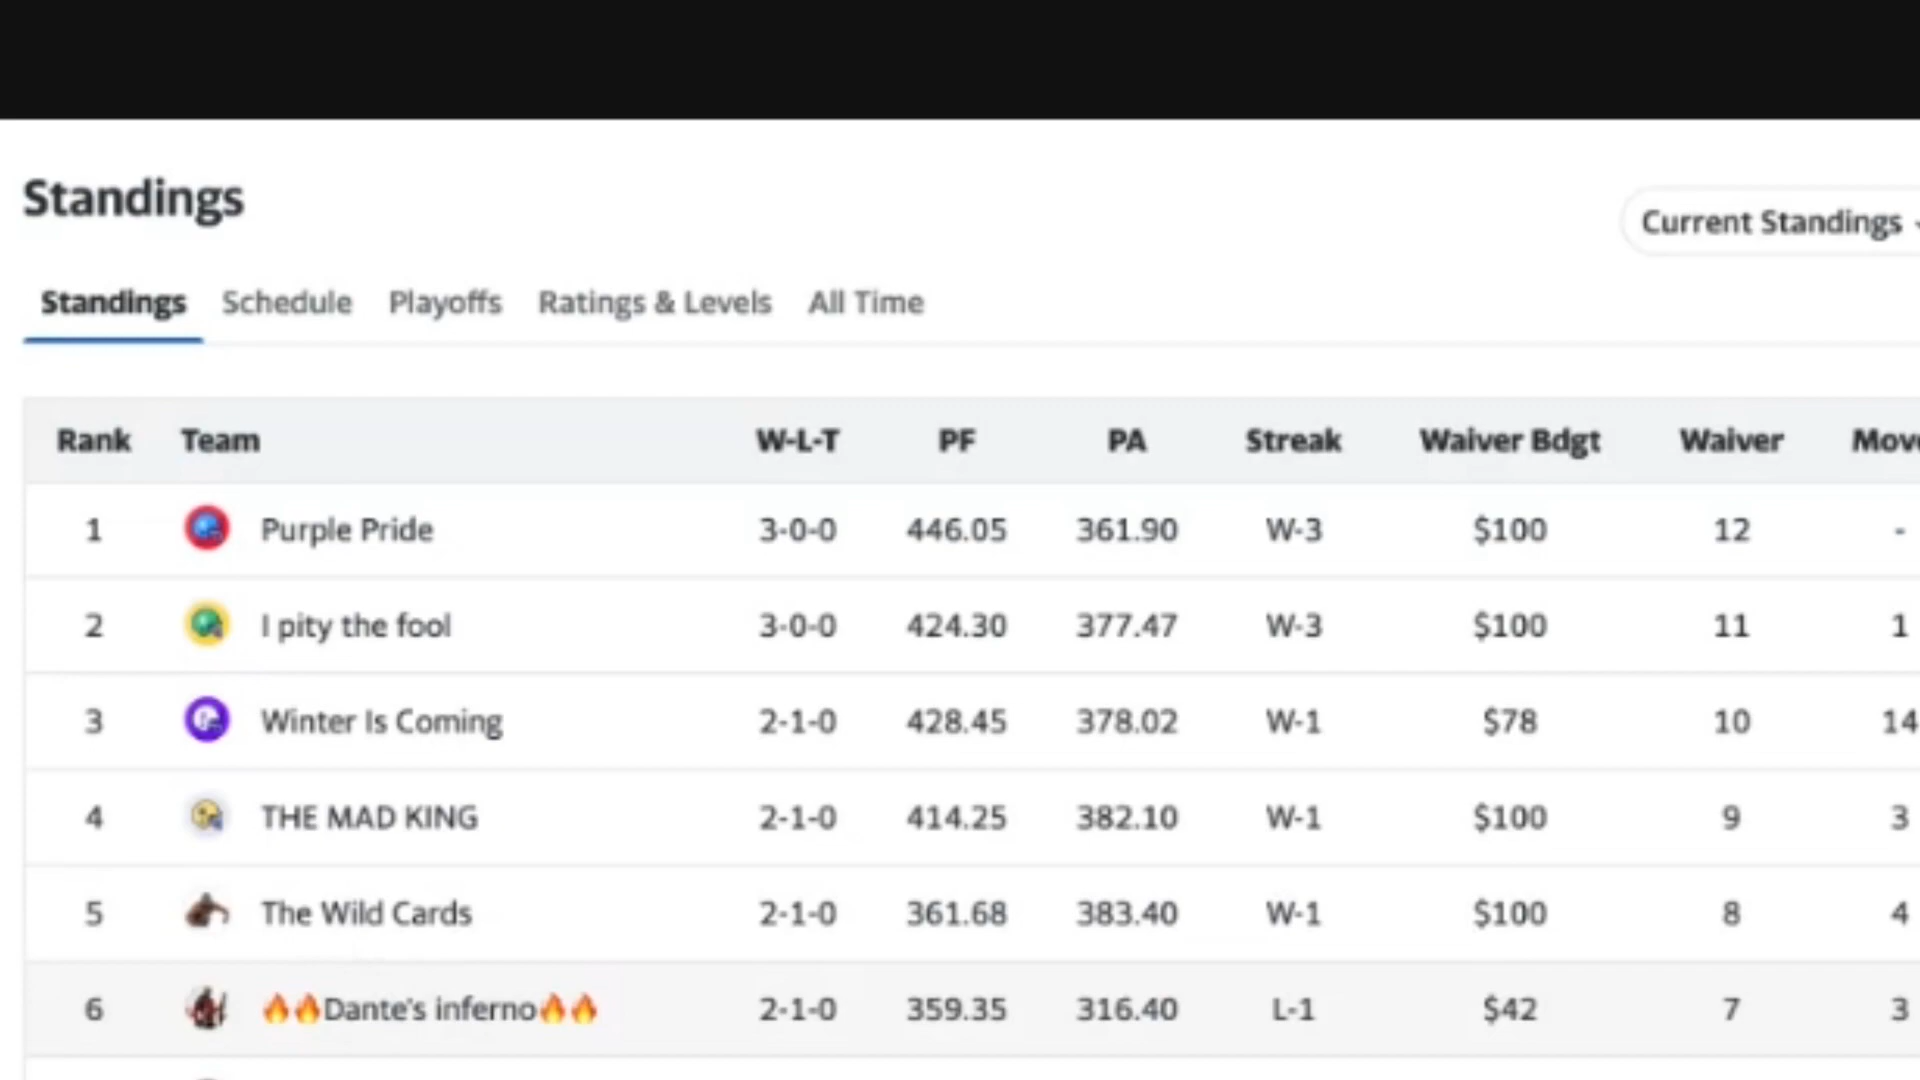 Standings
Current Standings
Standings Schedule Playoffs Ratings & Levels All Time
Rank Team W-L-T PF PA Streak Waiver Bdgt Waiver Move
1 Purple Pride 3-0-0 446.05 361.90 W-3 $100 12 -
2 I pity the fool 3-0-0 424.30 377.47 W-3 $100 11 1
3 Winter Is Coming 2-1-0 428.45 378.02 W-1 $78 10 14
4 THE MAD KING 2-1-0 414.25 382.10 W-1 $100 9 3
5 The Wild Cards 2-1-0 361.68 383.40 W-1 $100 8 4
6 🔥🔥Dante's inferno🔥🔥 2-1-0 359.35 316.40 L-1 $42 7 3